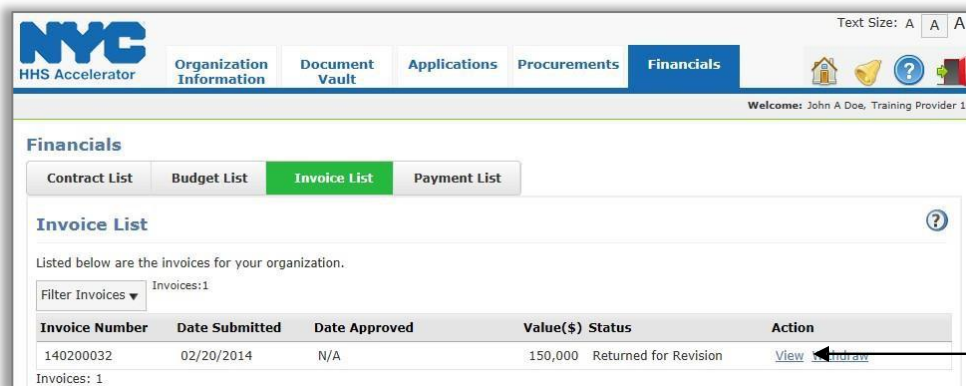 Text Size: A A A
NYC
HHS Accelerator
Organization Information
Document Vault
Applications
Procurements
Financials
Welcome: John A Doe, Training Provider 1
Financials
Contract List Budget List Invoice List Payment List
Invoice List
Listed below are the invoices for your organization.
Filter Invoices Invoices:1
Invoice Number Date Submitted Date Approved Value($) Status Action
140200032 02/20/2014 N/A 150,000 Returned for Revision View Withdraw
Invoices: 1